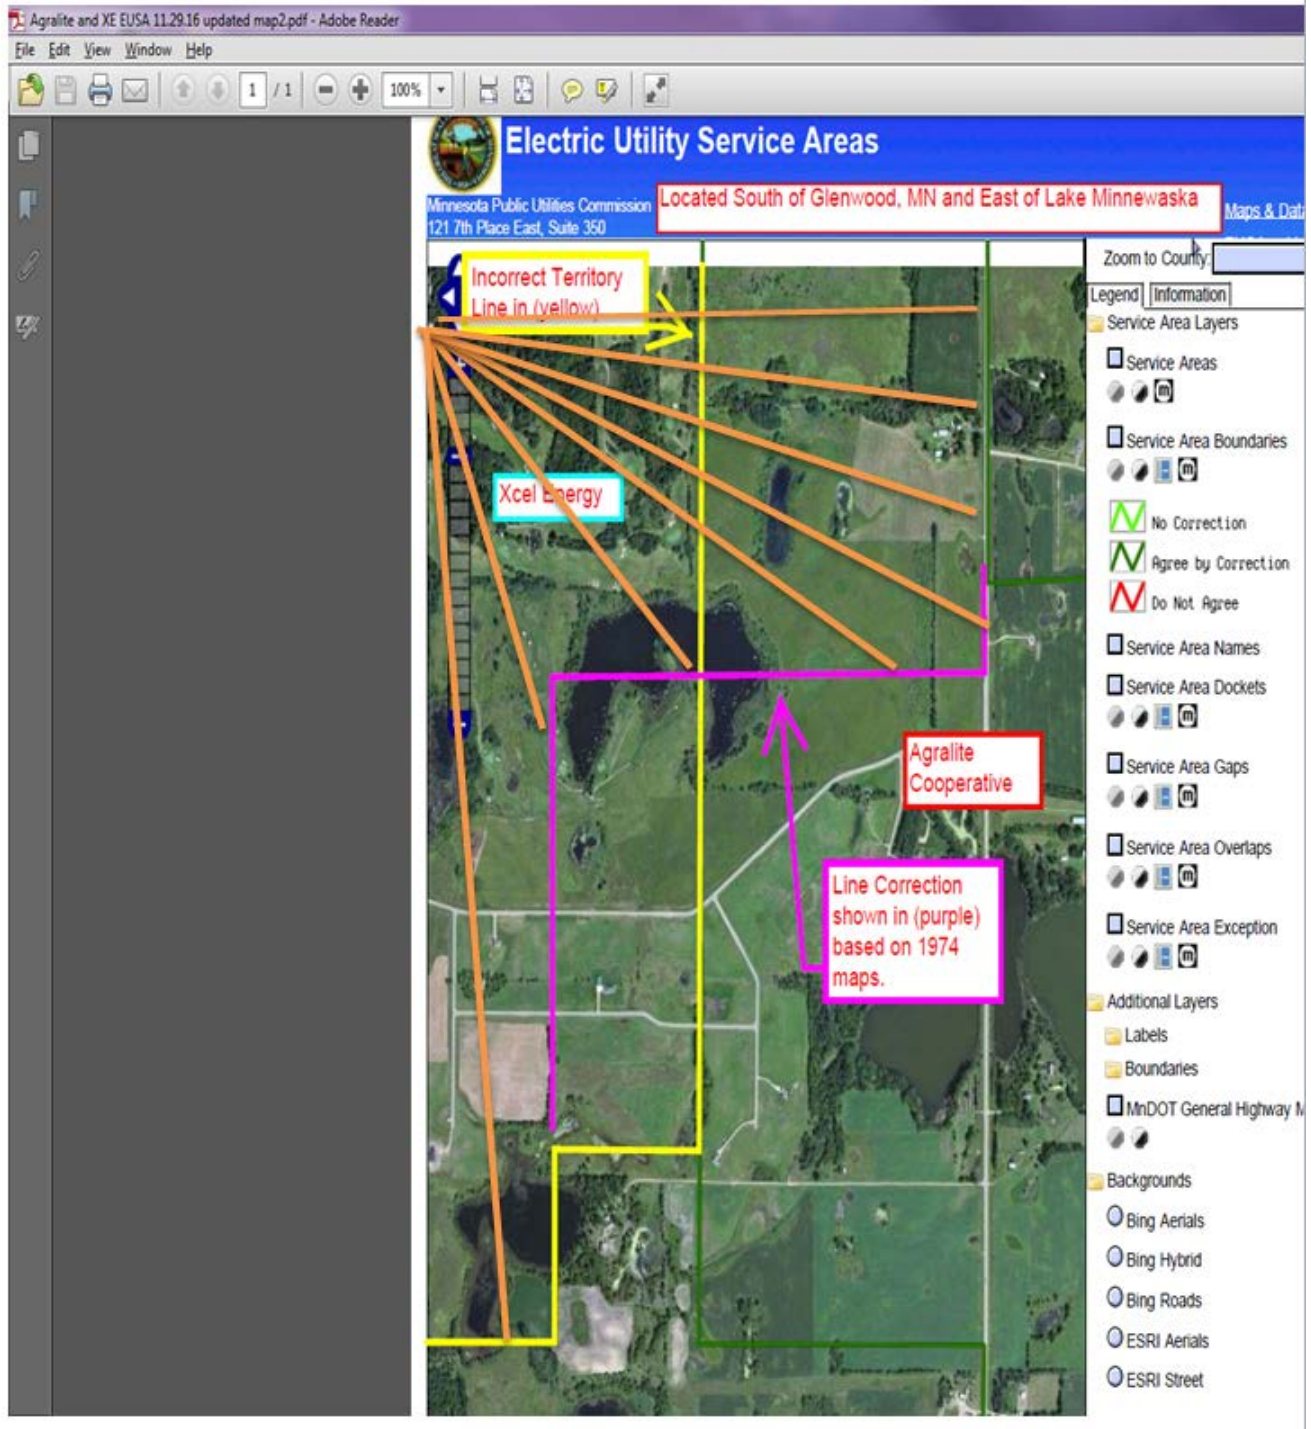 Agralite and XE EUSA 11.29.16 updated map2.pdf - Adobe Reader
File Edit View Window Help
1 / 1 100%
Electric Utility Service Areas
Minnesota Public Utilities Commission
121 7th Place East, Suite 350
Located South of Glenwood, MN and East of Lake Minnewaska
Maps & Data
Incorrect Territory
Line in (yellow)
Xcel Energy
Agralite
Cooperative
Line Correction
shown in (purple)
based on 1974
maps.
Zoom to County:
Legend Information
Service Area Layers
Service Areas
m
Service Area Boundaries
m
No Correction
Agree by Correction
Do Not Agree
Service Area Names
Service Area Dockets
m
Service Area Gaps
m
Service Area Overlaps
m
Service Area Exception
m
Additional Layers
Labels
Boundaries
MnDOT General Highway M
Backgrounds
Bing Aerials
Bing Hybrid
Bing Roads
ESRI Aerials
ESRI Street